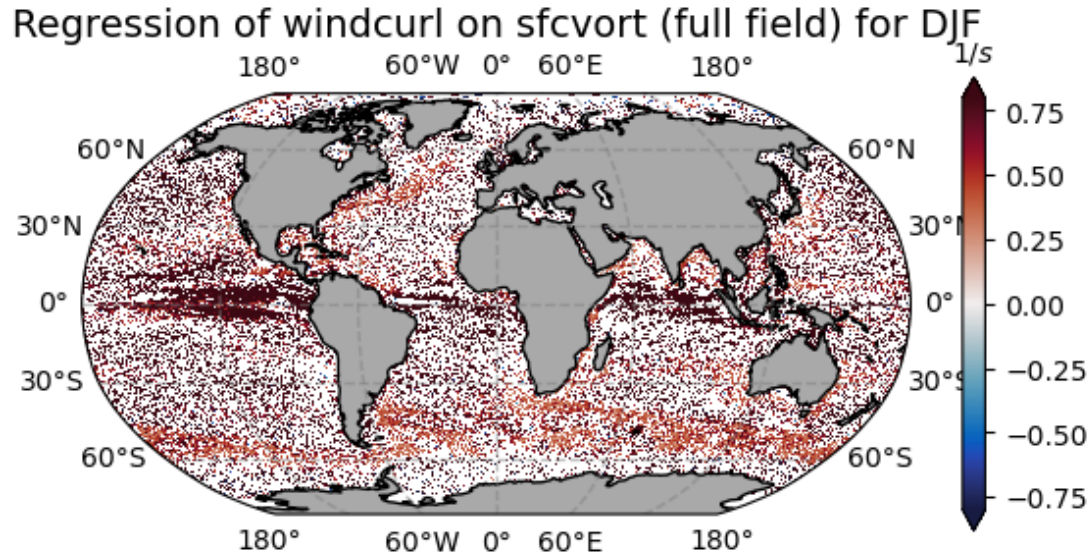 Regression of windcurl on sfcvort (full field) for DJF
1/s
180° 60°W 0° 60°E 180°
0.75
60°N 60°N
0.50
30°N 30°N
0.25
0° 0°
0.00
30°S 30°S
−0.25
60°S 60°S
−0.50
−0.75
180° 60°W 0° 60°E 180°